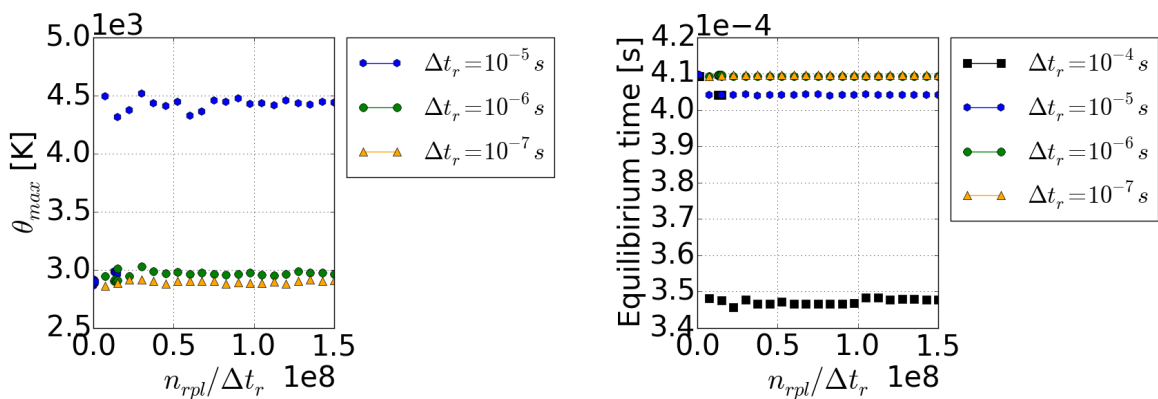 1e3
5.0
4.5
4.0
3.5
3.0
2.5
θ_max [K]
0.0 0.5 1.0 1.5
n_rpl/Δt_r 1e8
Δt_r=10⁻⁵ s
Δt_r=10⁻⁶ s
Δt_r=10⁻⁷ s
1e−4
4.2
4.1
4.0
3.9
3.8
3.7
3.6
3.5
3.4
Equilibirium time [s]
0.0 0.5 1.0 1.5
n_rpl/Δt_r 1e8
Δt_r=10⁻⁴ s
Δt_r=10⁻⁵ s
Δt_r=10⁻⁶ s
Δt_r=10⁻⁷ s